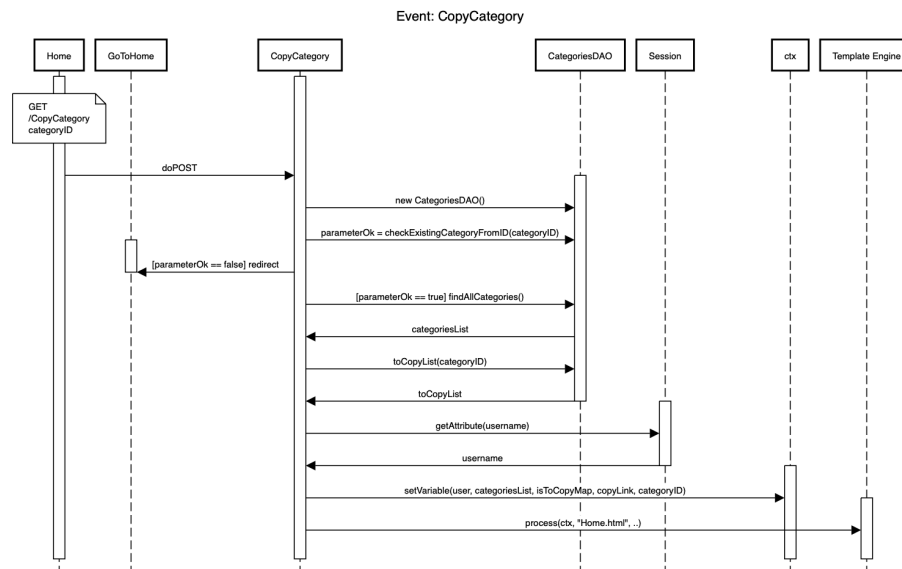 Event: CopyCategory
Home
GoToHome
CopyCategory
CategoriesDAO
Session
ctx
Template Engine
GET
/CopyCategory
categoryID
doPOST
new CategoriesDAO()
parameterOk = checkExistingCategoryFromID(categoryID)
[parameterOk == false] redirect
[parameterOk == true] findAllCategories()
categoriesList
toCopyList(categoryID)
toCopyList
getAttribute(username)
username
setVariable(user, categoriesList, isToCopyMap, copyLink, categoryID)
process(ctx, "Home.html", ..)